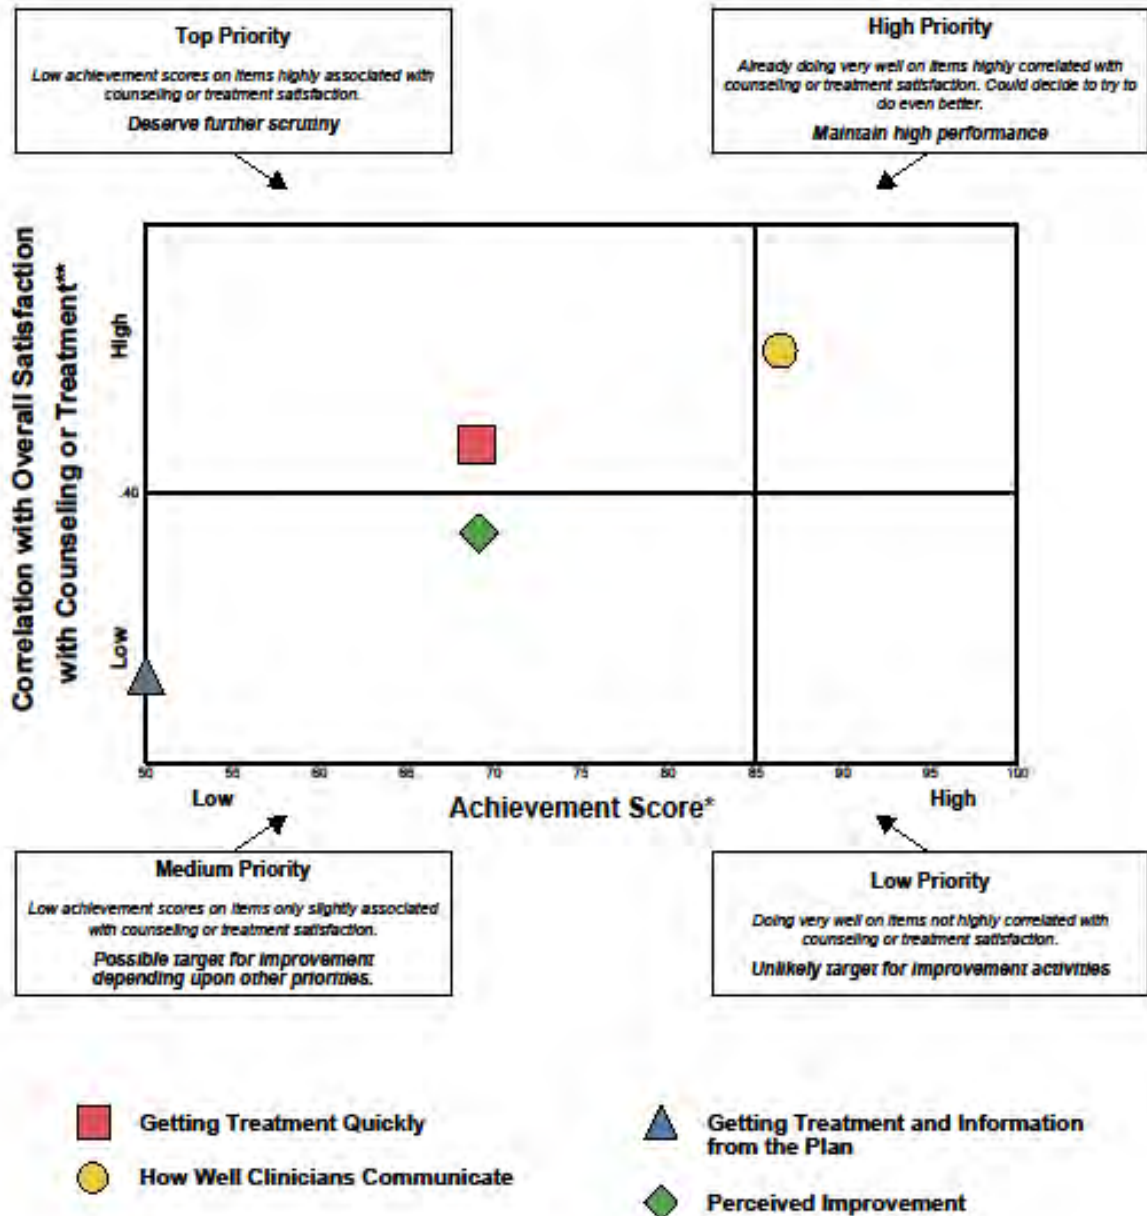 Top Priority
Low achievement scores on items highly associated with
counseling or treatment satisfaction.
Deserve further scrutiny
High Priority
Already doing very well on items highly correlated with
counseling or treatment satisfaction. Could decide to try to
do even better.
Maintain high performance
Correlation with Overall Satisfaction
with Counseling or Treatment**
High
.40
Low
50 55 60 65 70 75 80 85 90 95 100
Low
Achievement Score*
High
Medium Priority
Low achievement scores on items only slightly associated
with counseling or treatment satisfaction.
Possible target for improvement
depending upon other priorities.
Low Priority
Doing very well on items not highly correlated with
counseling or treatment satisfaction.
Unlikely target for improvement activities
Getting Treatment Quickly
How Well Clinicians Communicate
Getting Treatment and Information
from the Plan
Perceived Improvement